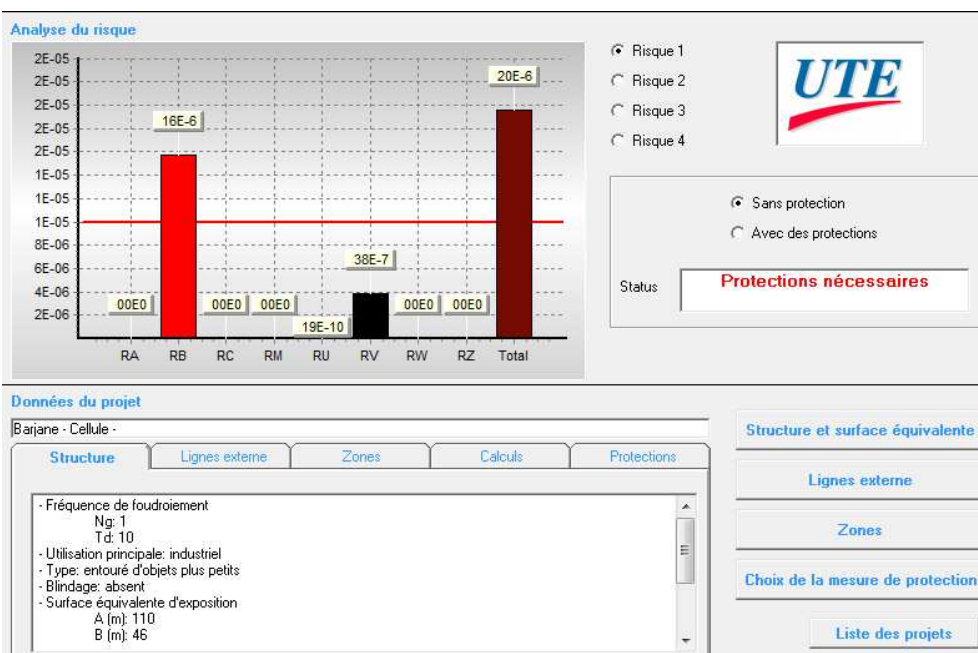 Analyse du risque
2E-05
2E-05
2E-05
2E-05
2E-05
1E-05
1E-05
1E-05
8E-06
6E-06
4E-06
2E-06
00E0
16E-6
00E0
00E0
19E-10
38E-7
00E0
00E0
20E-6
RA RB RC RM RU RV RW RZ Total
Risque 1
Risque 2
Risque 3
Risque 4
UTE
Sans protection
Avec des protections
Status Protections nécessaires
Données du projet
Barjane - Cellule -
Structure Lignes externe Zones Calculs Protections
- Fréquence de foudroiement
Ng: 1
Td: 10
- Utilisation principale: industriel
- Type: entouré d'objets plus petits
- Blindage: absent
- Surface équivalente d'exposition
A (m): 110
B (m): 46
Structure et surface équivalente
Lignes externe
Zones
Choix de la mesure de protection
Liste des projets